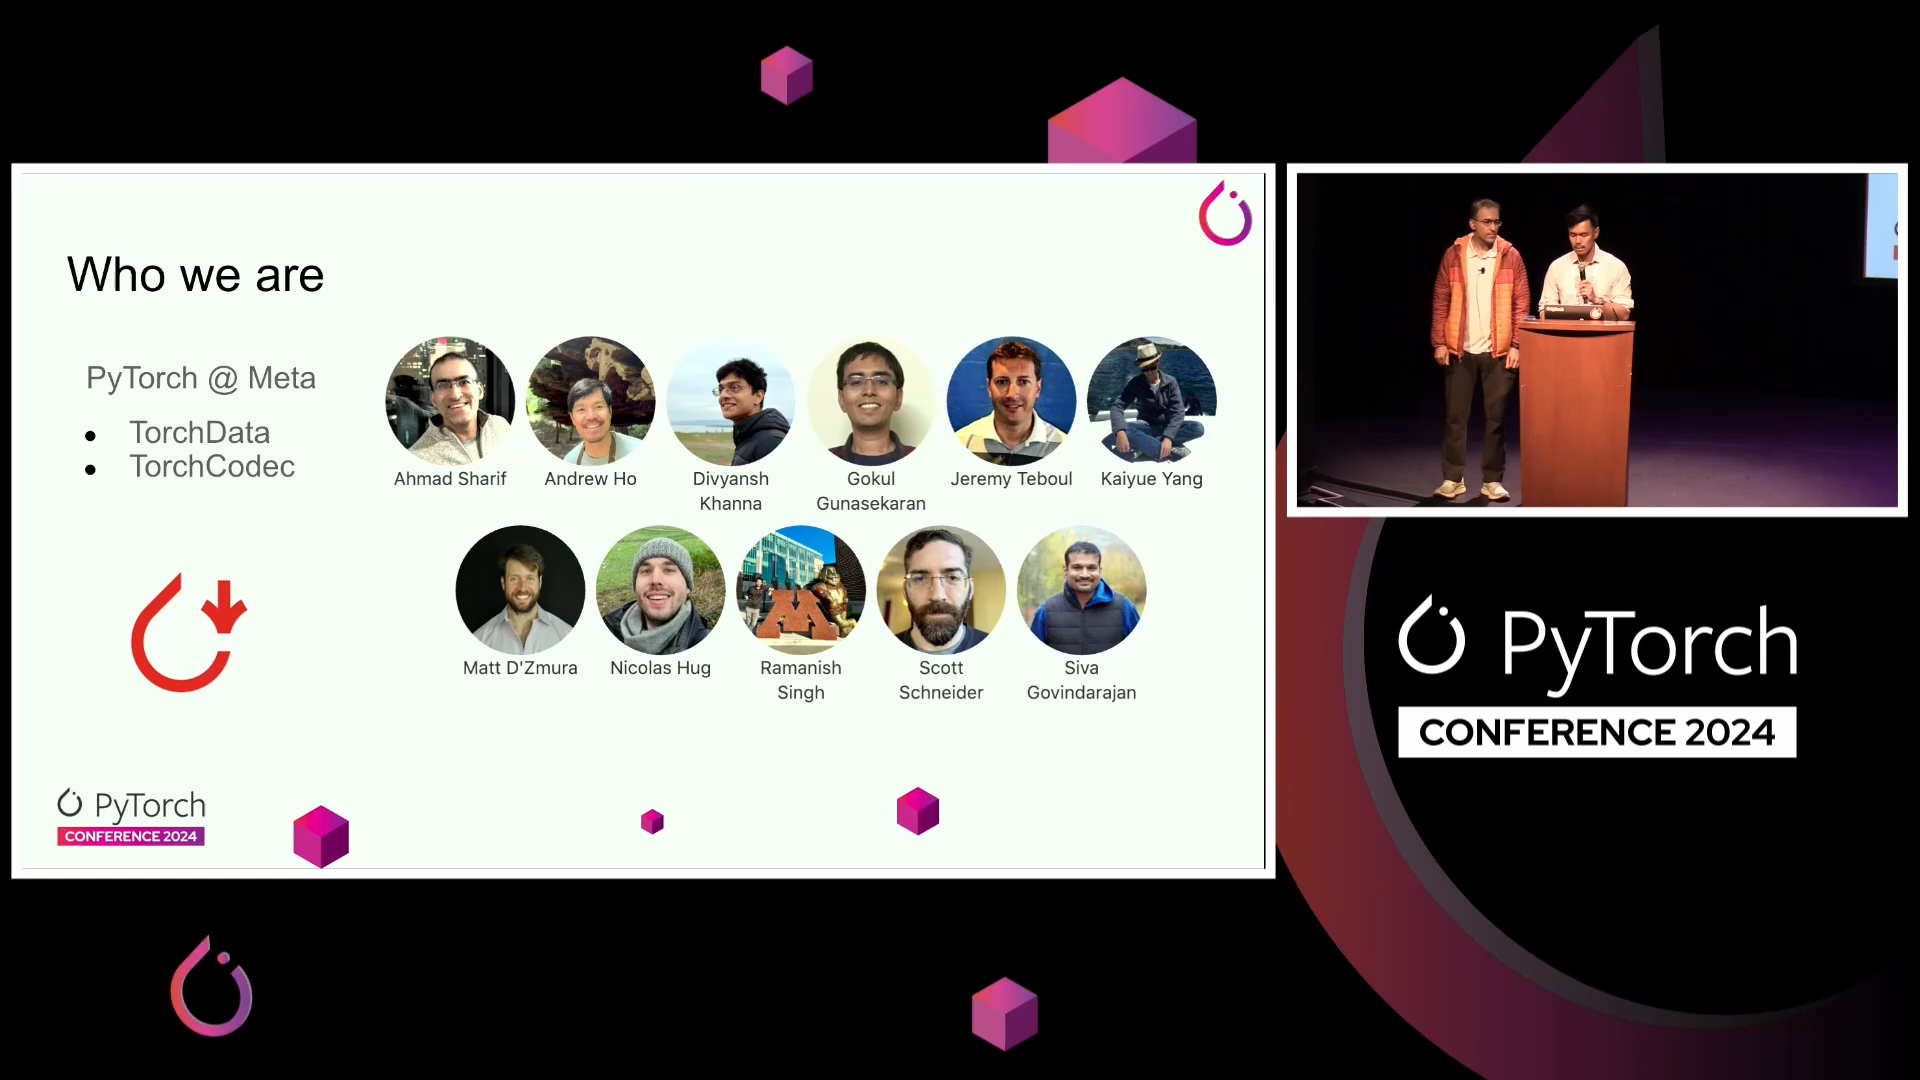 Who we are
PyTorch @ Meta
TorchData
TorchCodec
Ahmad Sharif
Andrew Ho
Divyansh
Khanna
Gokul
Gunasekaran
Jeremy Teboul
Kaiyue Yang
Matt D'Zmura
Nicolas Hug
Ramanish
Singh
Scott
Schneider
Siva
Govindarajan
PyTorch
CONFERENCE 2024
PyTorch
CONFERENCE 2024